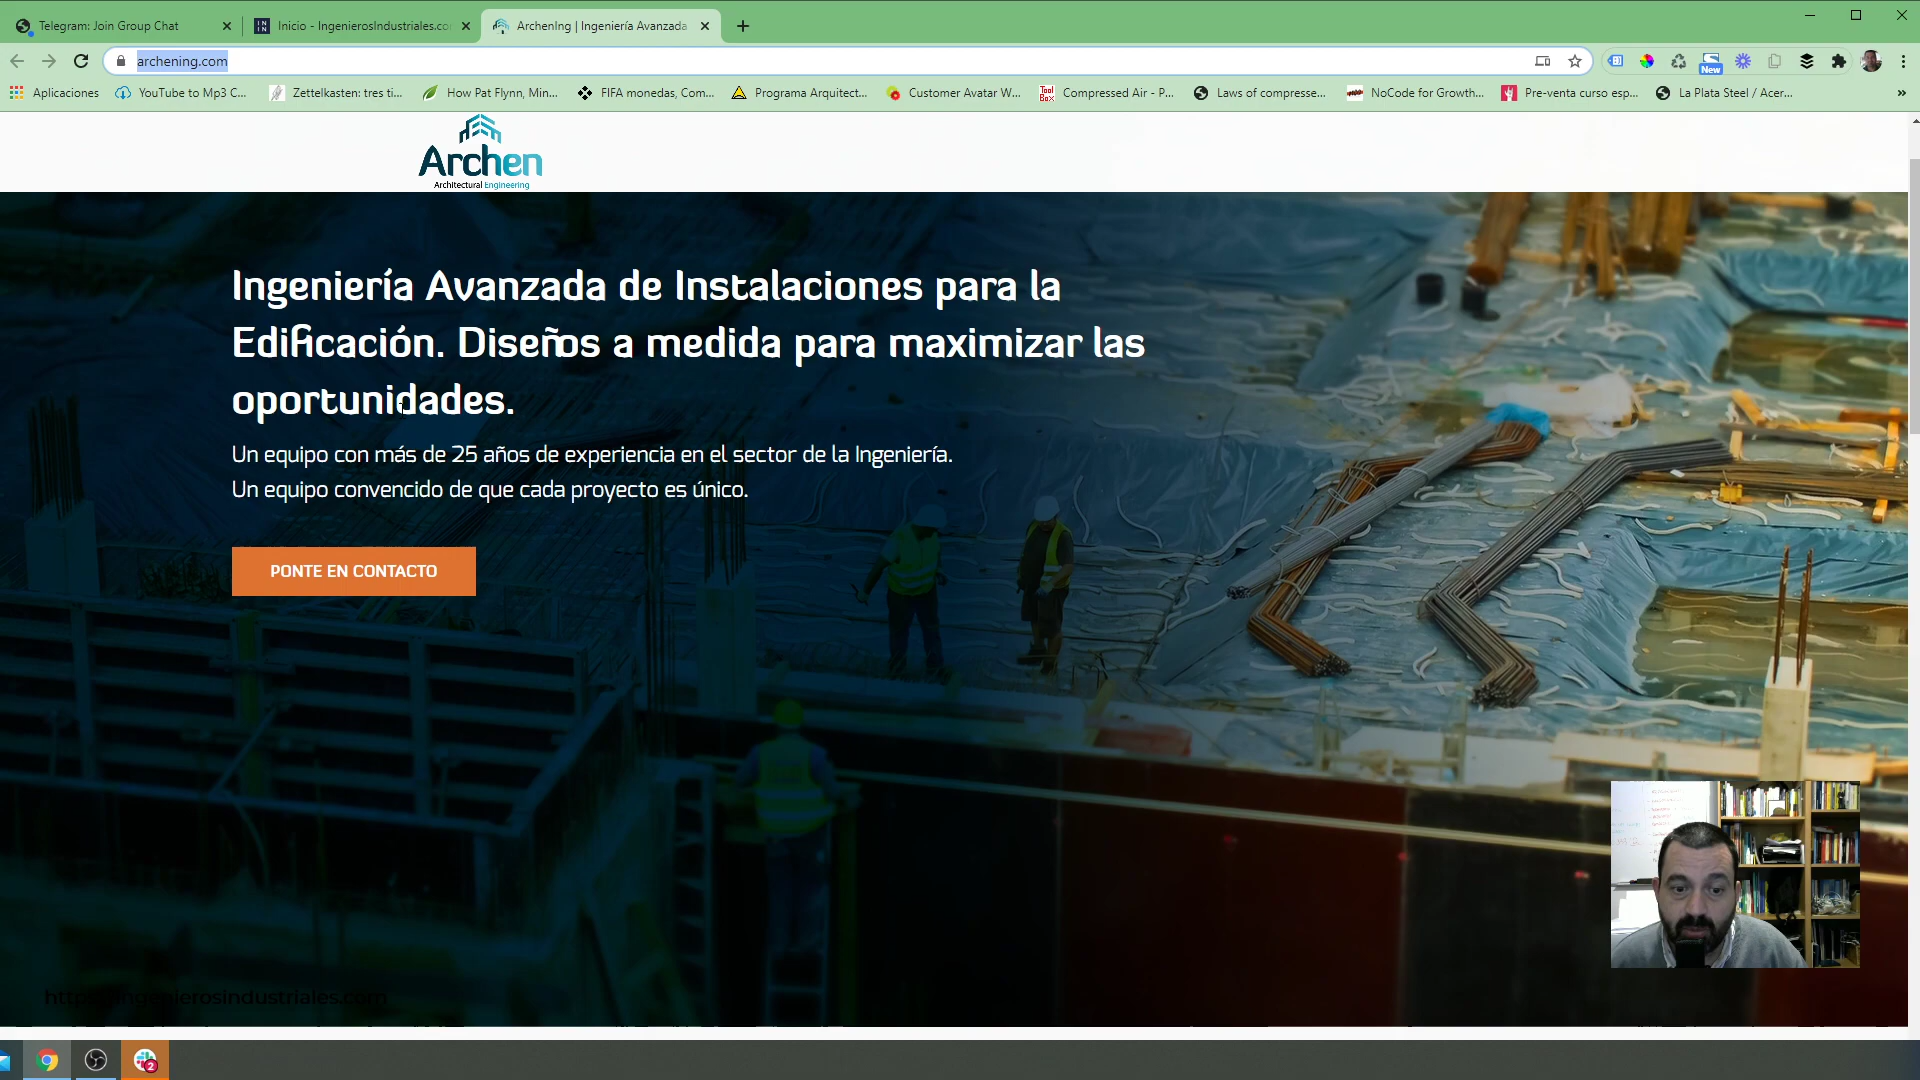 Telegram: Join Group Chat
Inicio - IngenierosIndustriales.co
ArchenIng | Ingeniería Avanzada
archening.com
Aplicaciones
YouTube to Mp3 C...
Zettelkasten: tres ti...
How Pat Flynn, Min...
FIFA monedas, Com...
Programa Arquitect...
Customer Avatar W...
Compressed Air - P...
Laws of compresse...
NoCode for Growth...
Pre-venta curso esp...
La Plata Steel / Acer...
»
New
Archen
Architectural Engineering
Ingeniería Avanzada de Instalaciones para la
Edificación. Diseños a medida para maximizar las
oportunidades.
Un equipo con más de 25 años de experiencia en el sector de la Ingeniería.
Un equipo convencido de que cada proyecto es único.
PONTE EN CONTACTO
2